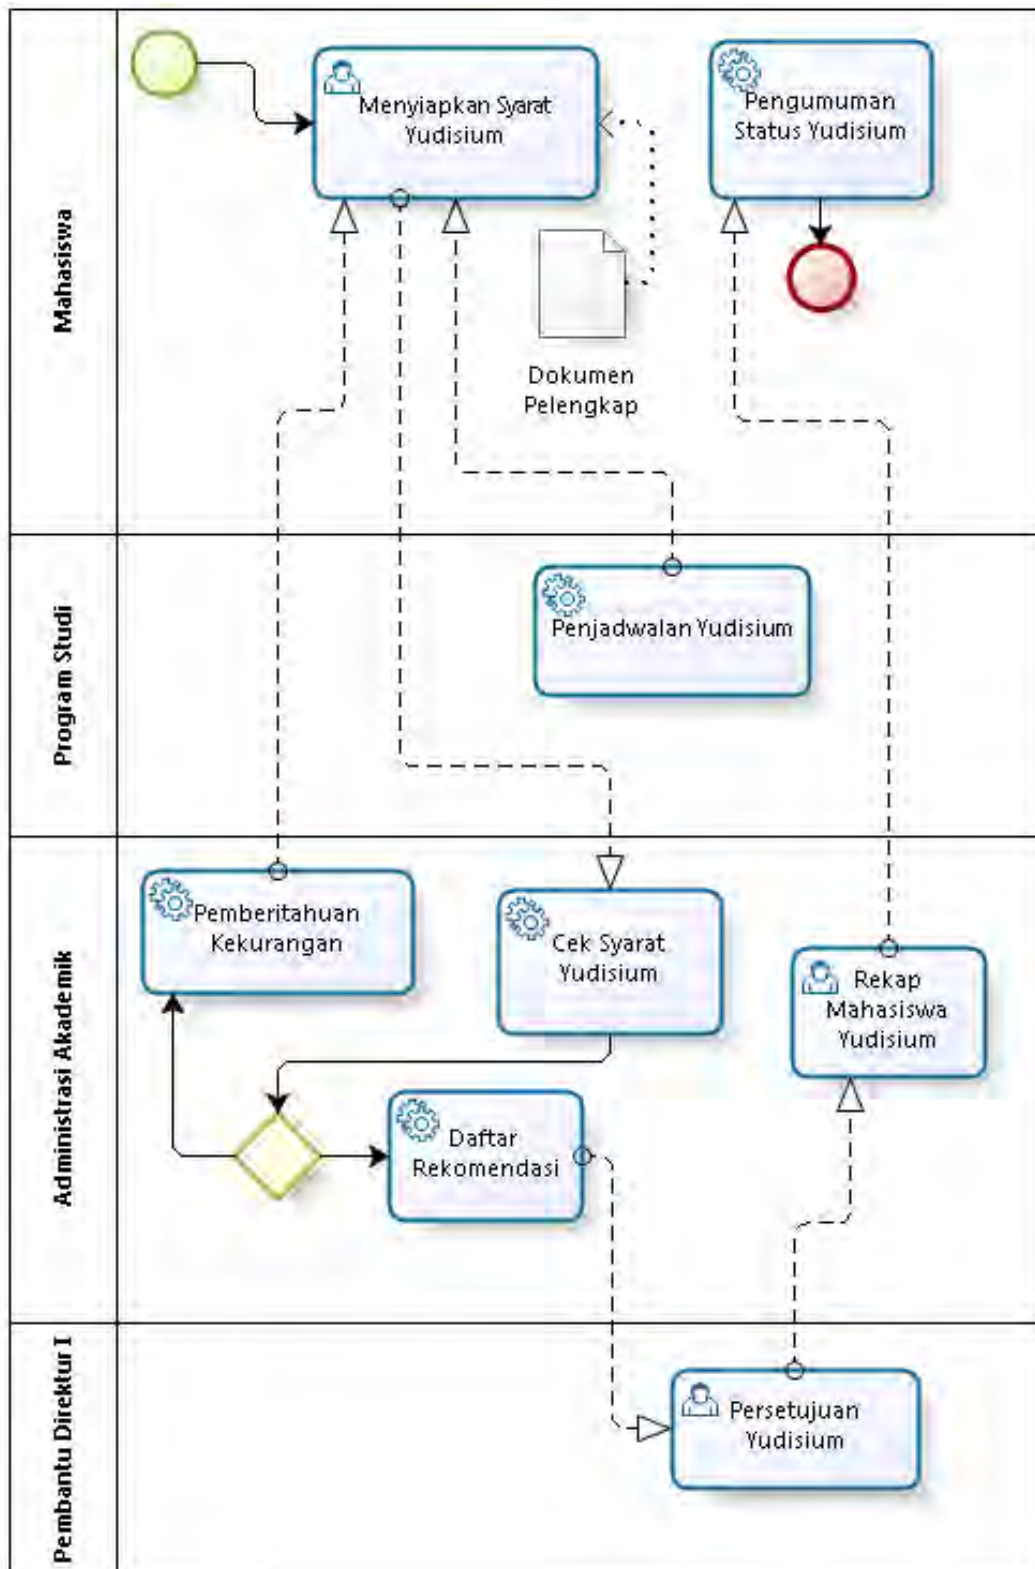 Mahasiswa
Menyiapkan Syarat
Yudisium
Pengumuman
Status Yudisium
Dokumen
Pelengkap
Program Studi
Penjadwalan Yudisium
Administrasi Akademik
Pemberitahuan
Kekurangan
Cek Syarat
Yudisium
Rekap
Mahasiswa
Yudisium
Daftar
Rekomendasi
Pembantu Direktur I
Persetujuan
Yudisium